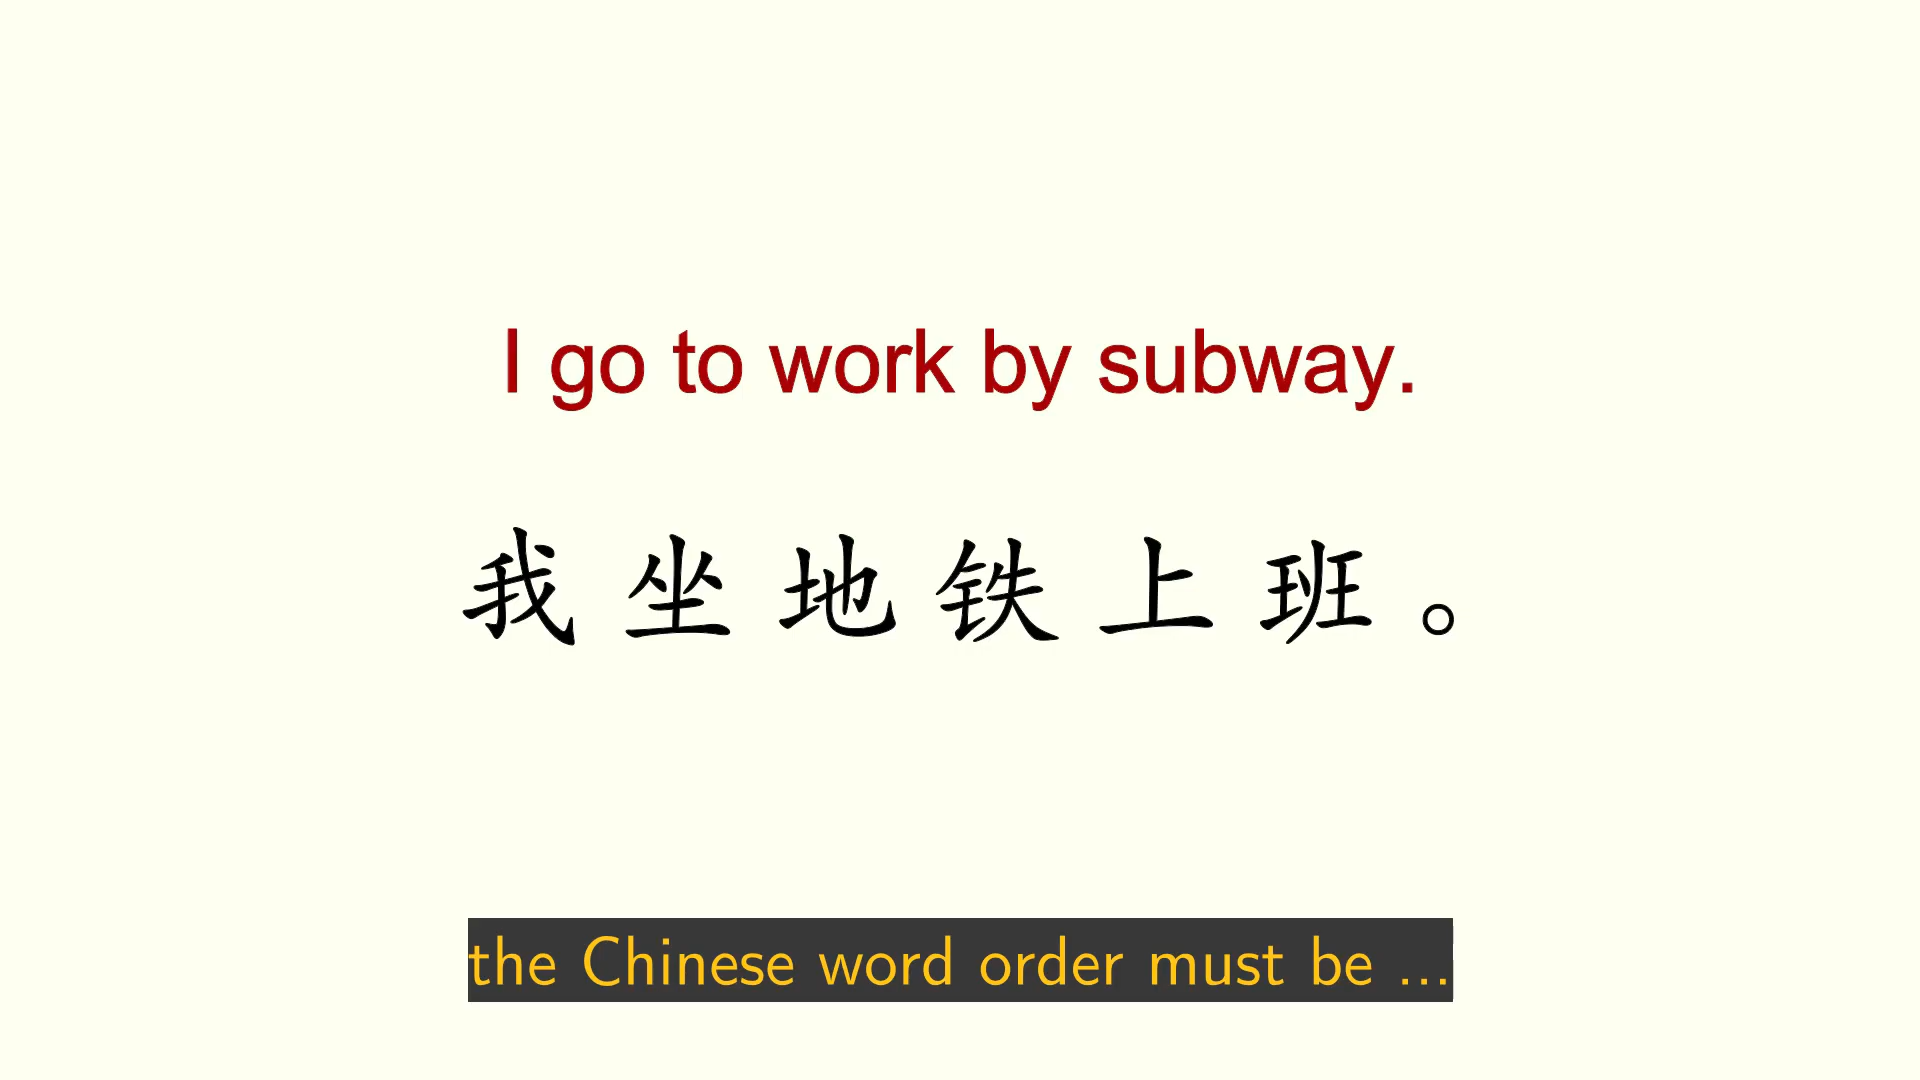 I go to work by subway.
我坐地铁上班。
the Chinese word order must be ...